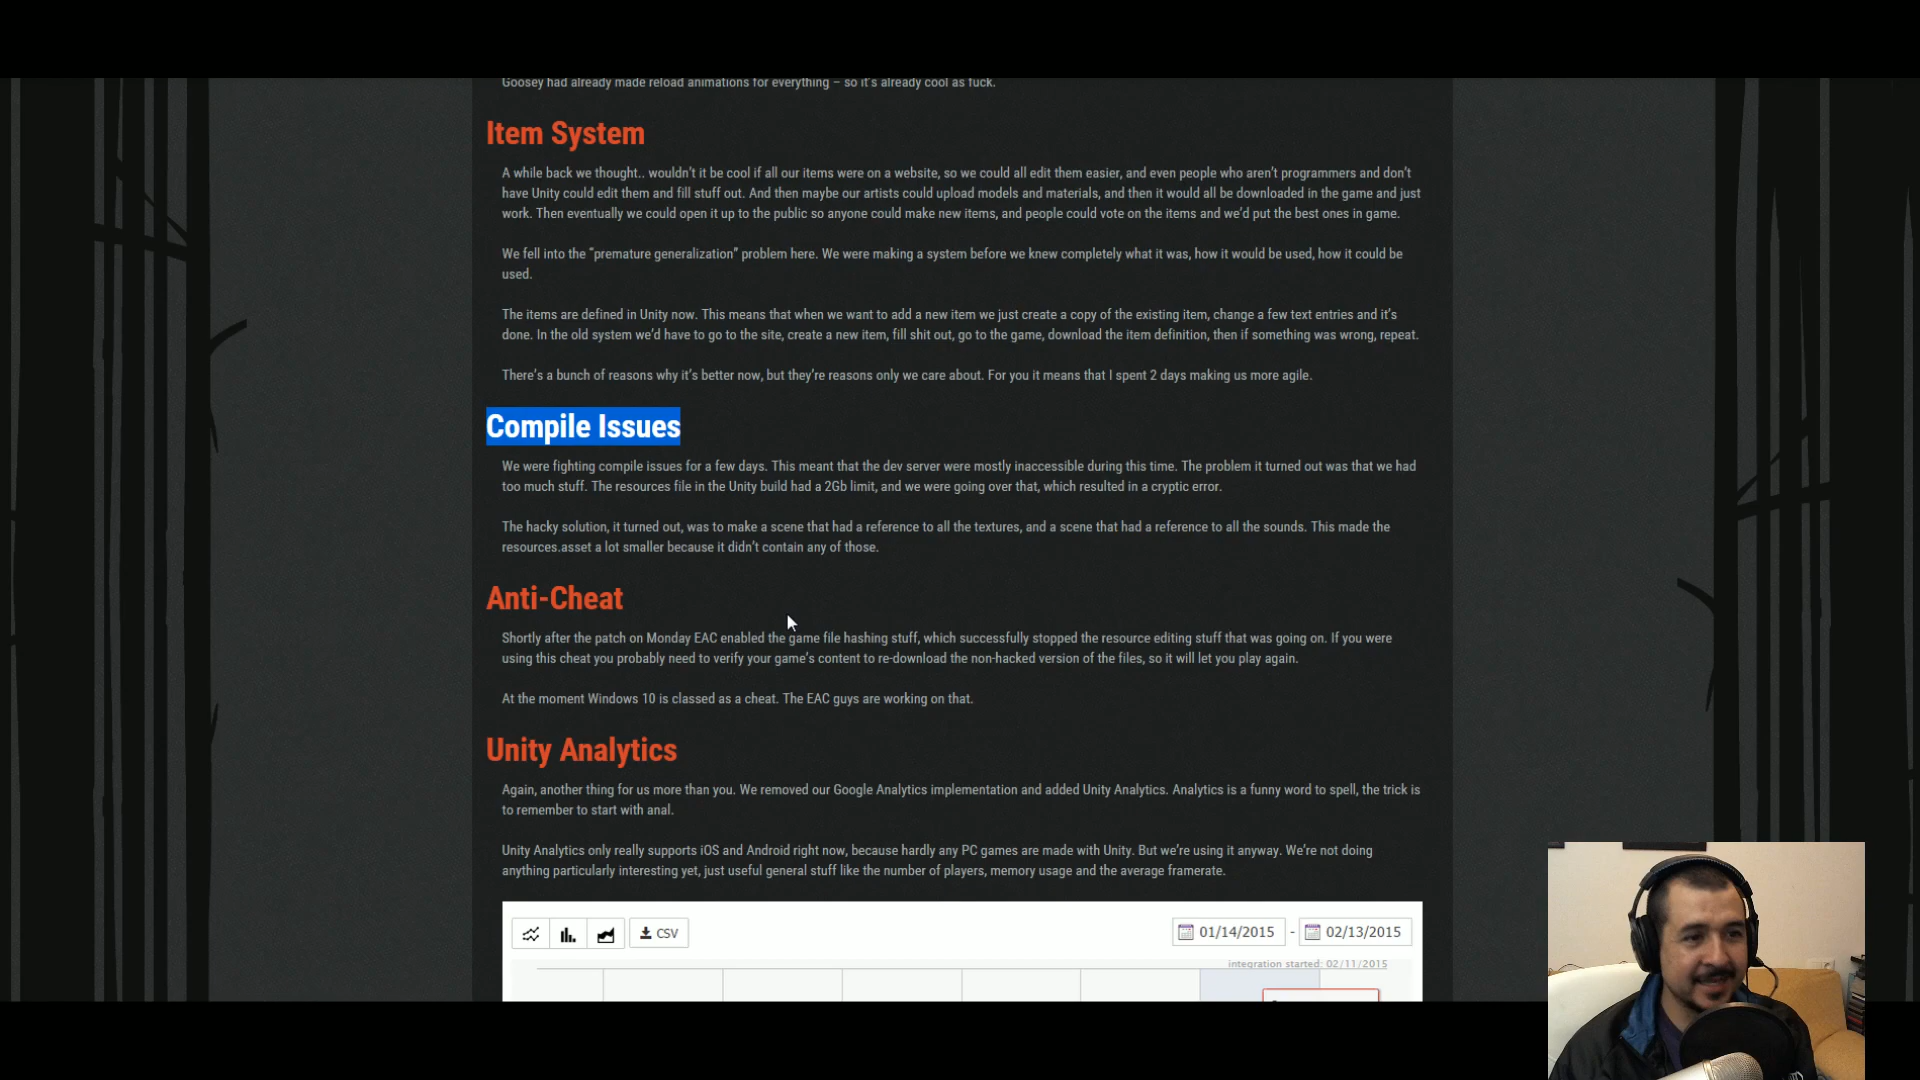 Goosey had already made reload animations for everything – so it's already cool as fuck.
Item System
A while back we thought.. wouldn't it be cool if all our items were on a website, so we could all edit them easier, and even people who aren't programmers and don't
have Unity could edit them and fill stuff out. And then maybe our artists could upload models and materials, and then it would all be downloaded in the game and just
work. Then eventually we could open it up to the public so anyone could make new items, and people could vote on the items and we'd put the best ones in game.
We fell into the "premature generalization" problem here. We were making a system before we knew completely what it was, how it would be used, how it could be
used.
The items are defined in Unity now. This means that when we want to add a new item we just create a copy of the existing item, change a few text entries and it's
done. In the old system we'd have to go to the site, create a new item, fill shit out, go to the game, download the item definition, then if something was wrong, repeat.
There's a bunch of reasons why it's better now, but they're reasons only we care about. For you it means that I spent 2 days making us more agile.
Compile Issues
We were fighting compile issues for a few days. This meant that the dev server were mostly inaccessible during this time. The problem it turned out was that we had
too much stuff. The resources file in the Unity build had a 2Gb limit, and we were going over that, which resulted in a cryptic error.
The hacky solution, it turned out, was to make a scene that had a reference to all the textures, and a scene that had a reference to all the sounds. This made the
resources.asset a lot smaller because it didn't contain any of those.
Anti-Cheat
Shortly after the patch on Monday EAC enabled the game file hashing stuff, which successfully stopped the resource editing stuff that was going on. If you were
using this cheat you probably need to verify your game's content to re-download the non-hacked version of the files, so it will let you play again.
At the moment Windows 10 is classed as a cheat. The EAC guys are working on that.
Unity Analytics
Again, another thing for us more than you. We removed our Google Analytics implementation and added Unity Analytics. Analytics is a funny word to spell, the trick is
to remember to start with anal.
Unity Analytics only really supports iOS and Android right now, because hardly any PC games are made with Unity. But we're using it anyway. We're not doing
anything particularly interesting yet, just useful general stuff like the number of players, memory usage and the average framerate.
CSV 01/14/2015 - 02/13/2015
integration started: 02/11/2015